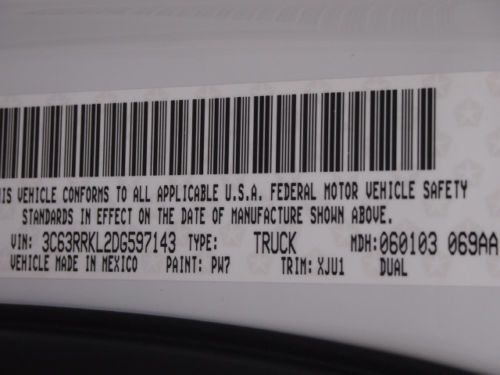 THIS VEHICLE CONFORMS TO ALL APPLICABLE U.S.A. FEDERAL MOTOR VEHICLE SAFETY
STANDARDS IN EFFECT ON THE DATE OF MANUFACTURE SHOWN ABOVE.
VIN: 3C63RRKL2DG597143 TYPE: TRUCK MDH: 060103 069AA
VEHICLE MADE IN MEXICO PAINT: PW7 TRIM: XJU1 DUAL